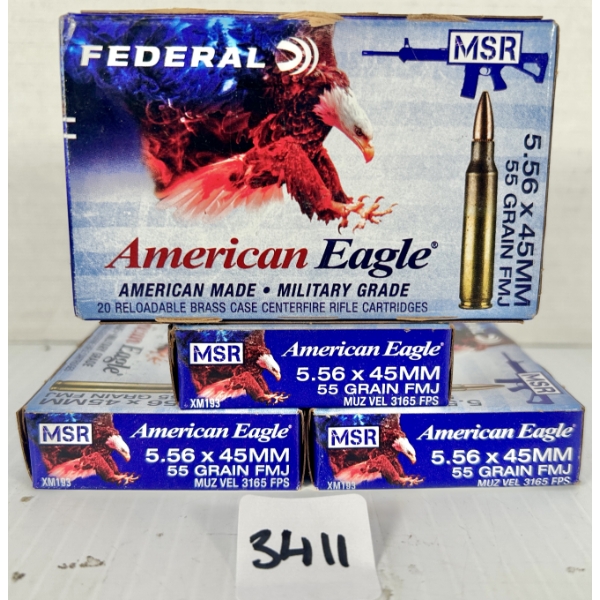 FEDERAL
MSR
American Eagle®
AMERICAN MADE • MILITARY GRADE
20 RELOADABLE BRASS CASE CENTERFIRE RIFLE CARTRIDGES
5.56 x 45MM
55 GRAIN FMJ
MSR
American Eagle®
5.56 x 45MM
55 GRAIN FMJ
MUZ VEL 3165 FPS
XM193
MSR
American Eagle®
5.56 x 45MM
55 GRAIN FMJ
MUZ VEL 3165 FPS
XM193
MSR
American Eagle®
5.56 x 45MM
55 GRAIN FMJ
MUZ VEL 3165 FPS
XM193
3411